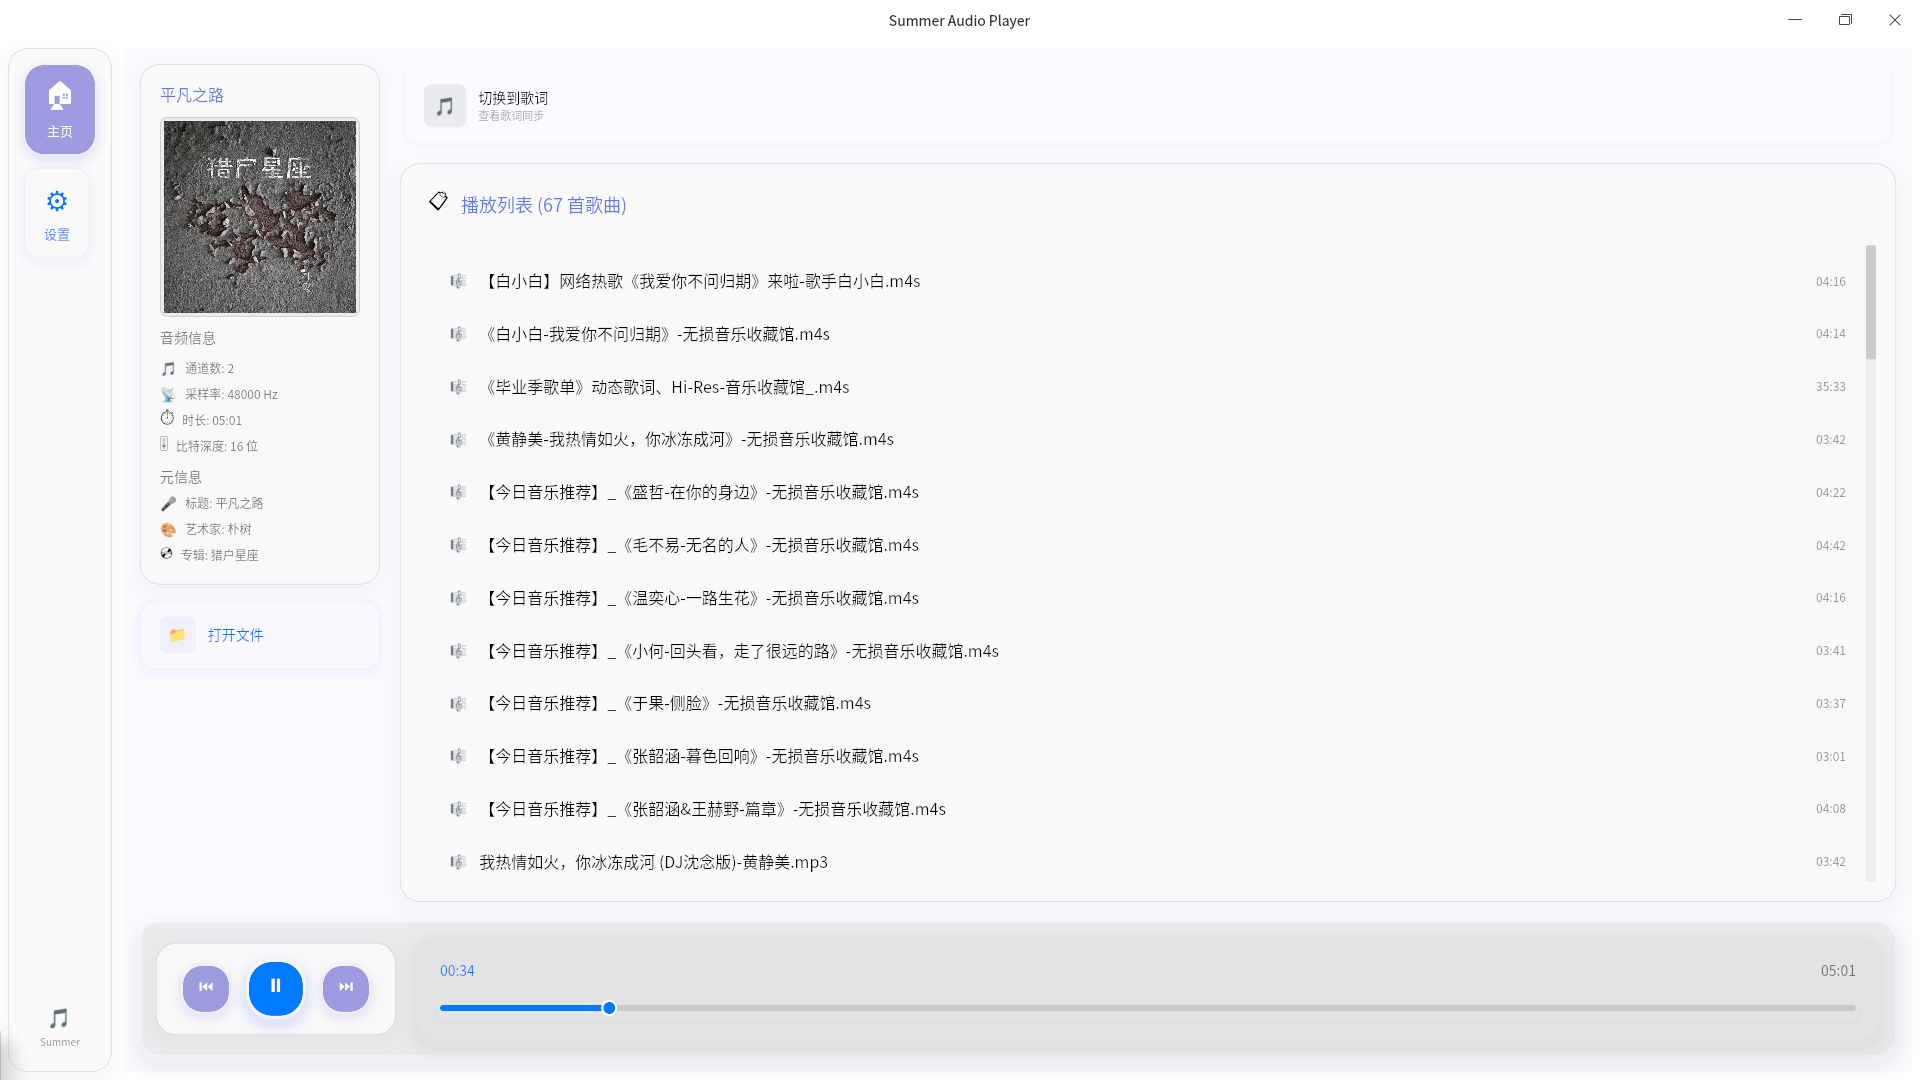 Summer Audio Player
主页
设置
Summer
平凡之路
猎户星座
音频信息
通道数: 2
采样率: 48000 Hz
时长: 05:01
比特深度: 16 位
元信息
标题: 平凡之路
艺术家: 朴树
专辑: 猎户星座
打开文件
切换到歌词
查看歌词同步
播放列表 (67 首歌曲)
【白小白】网络热歌《我爱你不问归期》来啦-歌手白小白.m4s 04:16
《白小白-我爱你不问归期》-无损音乐收藏馆.m4s 04:14
《毕业季歌单》动态歌词、Hi-Res-音乐收藏馆_.m4s 35:33
《黄静美-我热情如火，你冰冻成河》-无损音乐收藏馆.m4s 03:42
【今日音乐推荐】_《盛哲-在你的身边》-无损音乐收藏馆.m4s 04:22
【今日音乐推荐】_《毛不易-无名的人》-无损音乐收藏馆.m4s 04:42
【今日音乐推荐】_《温奕心-一路生花》-无损音乐收藏馆.m4s 04:16
【今日音乐推荐】_《小何-回头看，走了很远的路》-无损音乐收藏馆.m4s 03:41
【今日音乐推荐】_《于果-侧脸》-无损音乐收藏馆.m4s 03:37
【今日音乐推荐】_《张韶涵-暮色回响》-无损音乐收藏馆.m4s 03:01
【今日音乐推荐】_《张韶涵&王赫野-篇章》-无损音乐收藏馆.m4s 04:08
我热情如火，你冰冻成河 (DJ沈念版)-黄静美.mp3 03:42
00:34 05:01